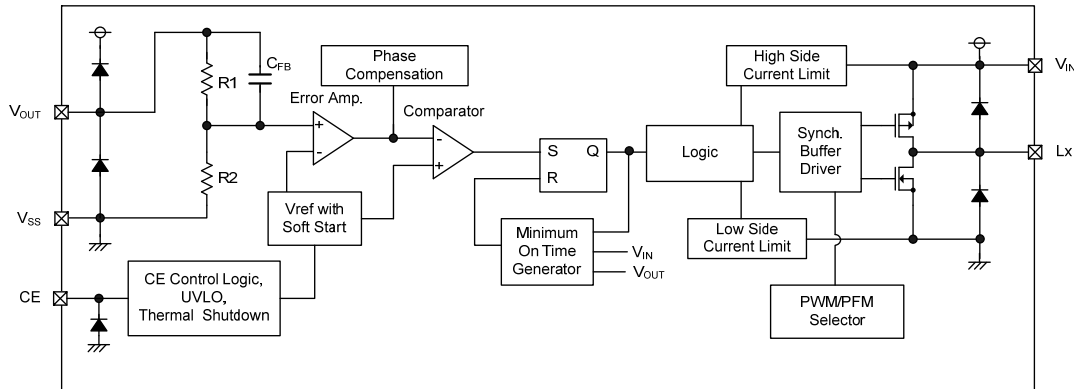 Phase
Compensation
High Side
Current Limit
CFB
R1
VIN
Error Amp.
Comparator
VOUT
+
-
-
+
S Q
R
Logic
Synch.
Buffer
Driver
Lx
R2
VSS
Vref with
Soft Start
Minimum
On Time
Generator
VIN
VOUT
Low Side
Current Limit
CE
CE Control Logic,
UVLO,
Thermal Shutdown
PWM/PFM
Selector